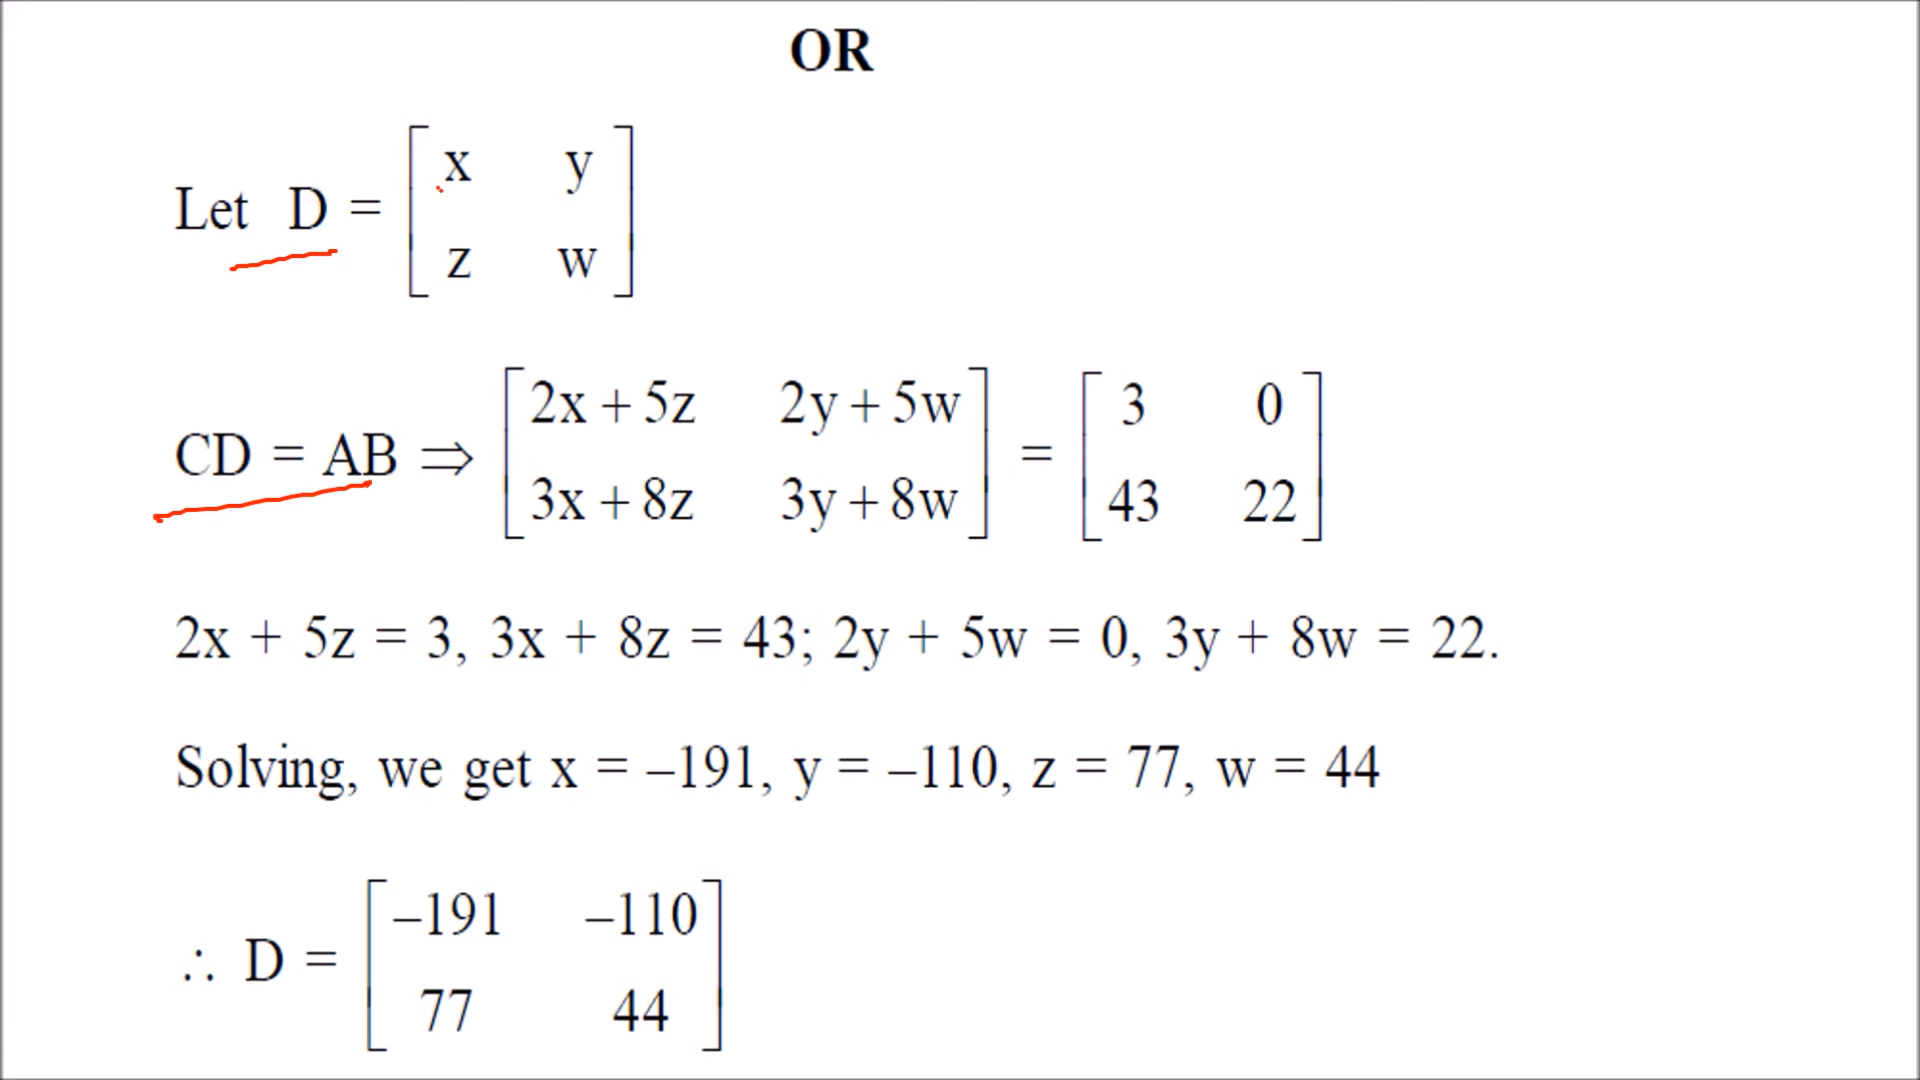 OR
Let D = [ x y
z w ]
CD = AB ⇒ [ 2x + 5z 2y + 5w
3x + 8z 3y + 8w ] = [ 3 0
43 22 ]
2x + 5z = 3, 3x + 8z = 43; 2y + 5w = 0, 3y + 8w = 22.
Solving, we get x = –191, y = –110, z = 77, w = 44
∴ D = [ –191 –110
77 44 ]